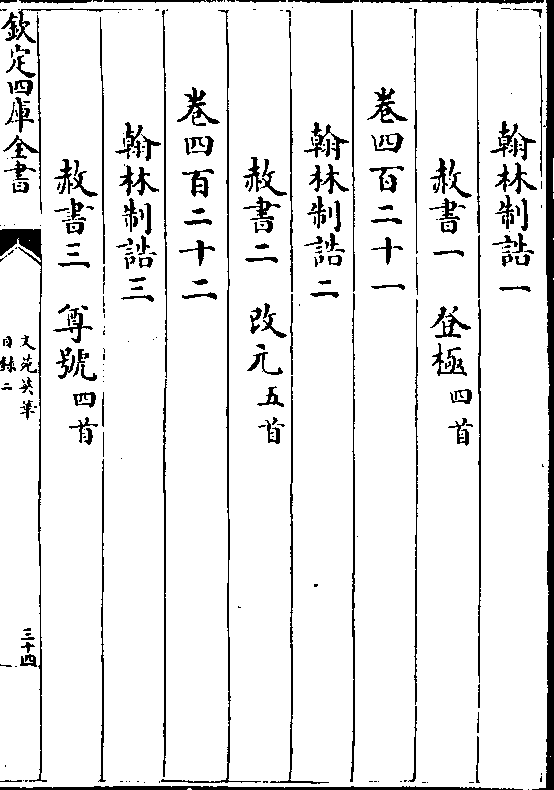 翰林制誥一
赦書一　登極四首
卷四百二十一
翰林制誥二
赦書二　改元五首
卷四百二十二
翰林制誥三
赦書三　尊號四首
欽定四庫全書
文苑英華
目錄二
三十四